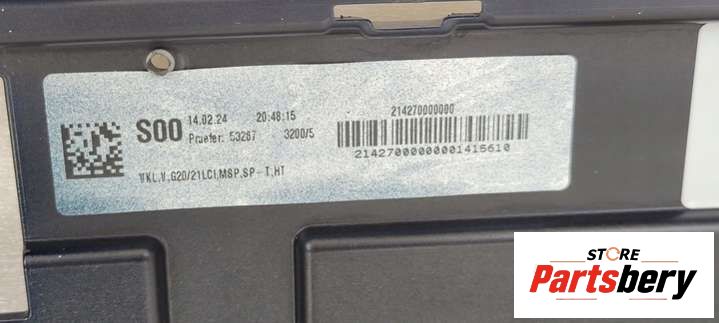 S00
14.02.24 20:48:15
Pruefer: 53267 3200/5
214270000000
21427000000001415610
VKL.V.,G20/21LCI,MSP,SP-T,HT
STORE
Partsbery